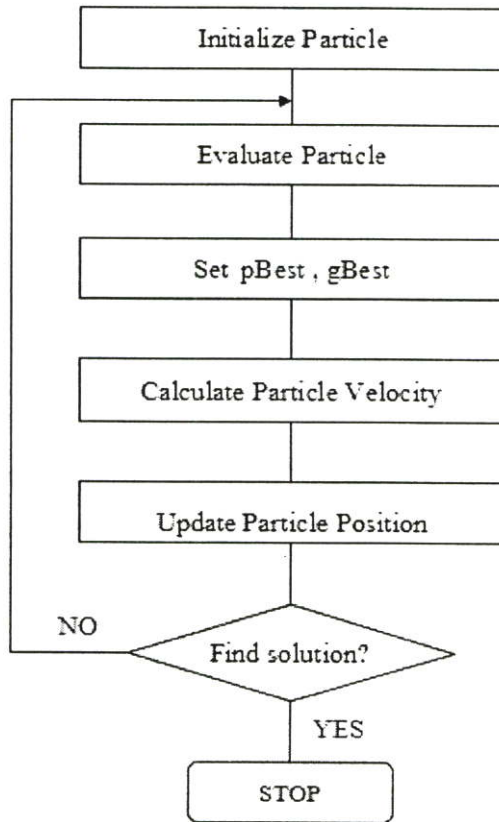 Initialize Particle
Evaluate Particle
Set pBest , gBest
Calculate Particle Velocity
Update Particle Position
NO
Find solution?
YES
STOP